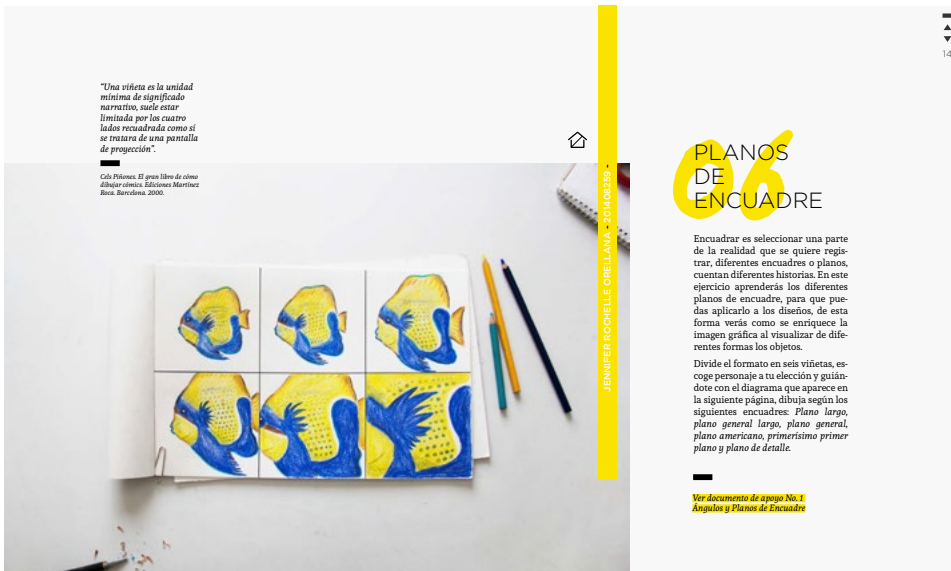 "Una viñeta es la unidad
mínima de significado
narrativo, suele estar
limitada por los cuatro
lados recuadrada como sí
se tratara de una pantalla
de proyección".
Cels Piñones. El gran libro de cómo
dibujar cómics. Ediciones Martínez
Roca. Barcelona. 2000.
JENNIFER ROCHELLE ORELLANA - 201406259 -
14
06
PLANOS
DE
ENCUADRE
Encuadrar es seleccionar una parte
de la realidad que se quiere regis-
trar, diferentes encuadres o planos,
cuentan diferentes historias. En este
ejercicio aprenderás los diferentes
planos de encuadre, para que pue-
das aplicarlo a los diseños, de esta
forma verás como se enriquece la
imagen gráfica al visualizar de dife-
rentes formas los objetos.
Divide el formato en seis viñetas, es-
coge personaje a tu elección y guián-
dote con el diagrama que aparece en
la siguiente página, dibuja según los
siguientes encuadres: Plano largo,
plano general largo, plano general,
plano americano, primerísimo primer
plano y plano de detalle.
Ver documento de apoyo No. 1
Ángulos y Planos de Encuadre